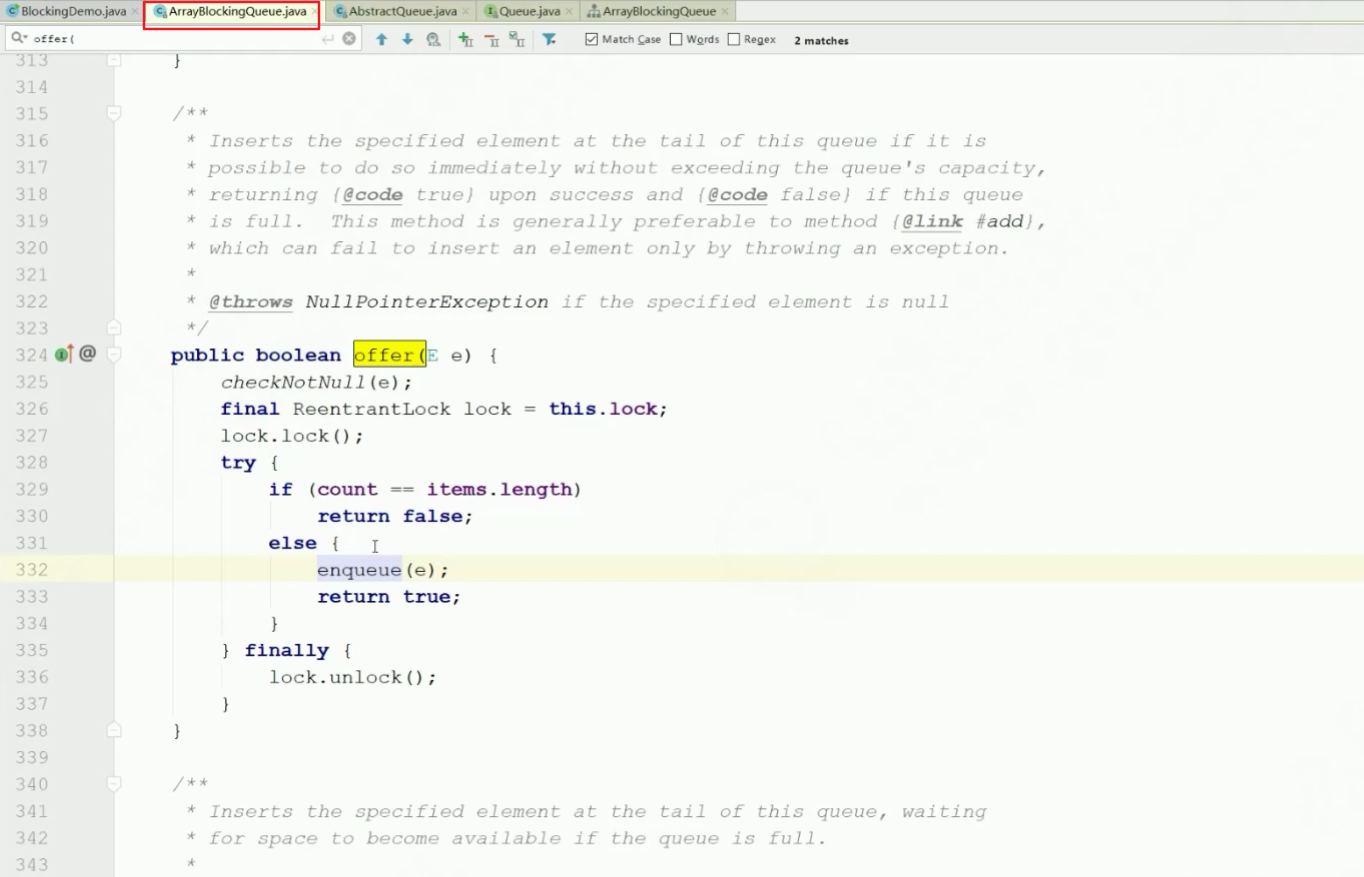 BlockingDemo.java ArrayBlockingQueue.java AbstractQueue.java Queue.java ArrayBlockingQueue
offer( Match Case Words Regex 2 matches
313 }
314
315 /**
316 * Inserts the specified element at the tail of this queue if it is
317 * possible to do so immediately without exceeding the queue's capacity,
318 * returning {@code true} upon success and {@code false} if this queue
319 * is full.  This method is generally preferable to method {@link #add},
320 * which can fail to insert an element only by throwing an exception.
321 *
322 * @throws NullPointerException if the specified element is null
323 */
324 public boolean offer(E e) {
325 checkNotNull(e);
326 final ReentrantLock lock = this.lock;
327 lock.lock();
328 try {
329 if (count == items.length)
330 return false;
331 else {
332 enqueue(e);
333 return true;
334 }
335 } finally {
336 lock.unlock();
337 }
338 }
339
340 /**
341 * Inserts the specified element at the tail of this queue, waiting
342 * for space to become available if the queue is full.
343 *